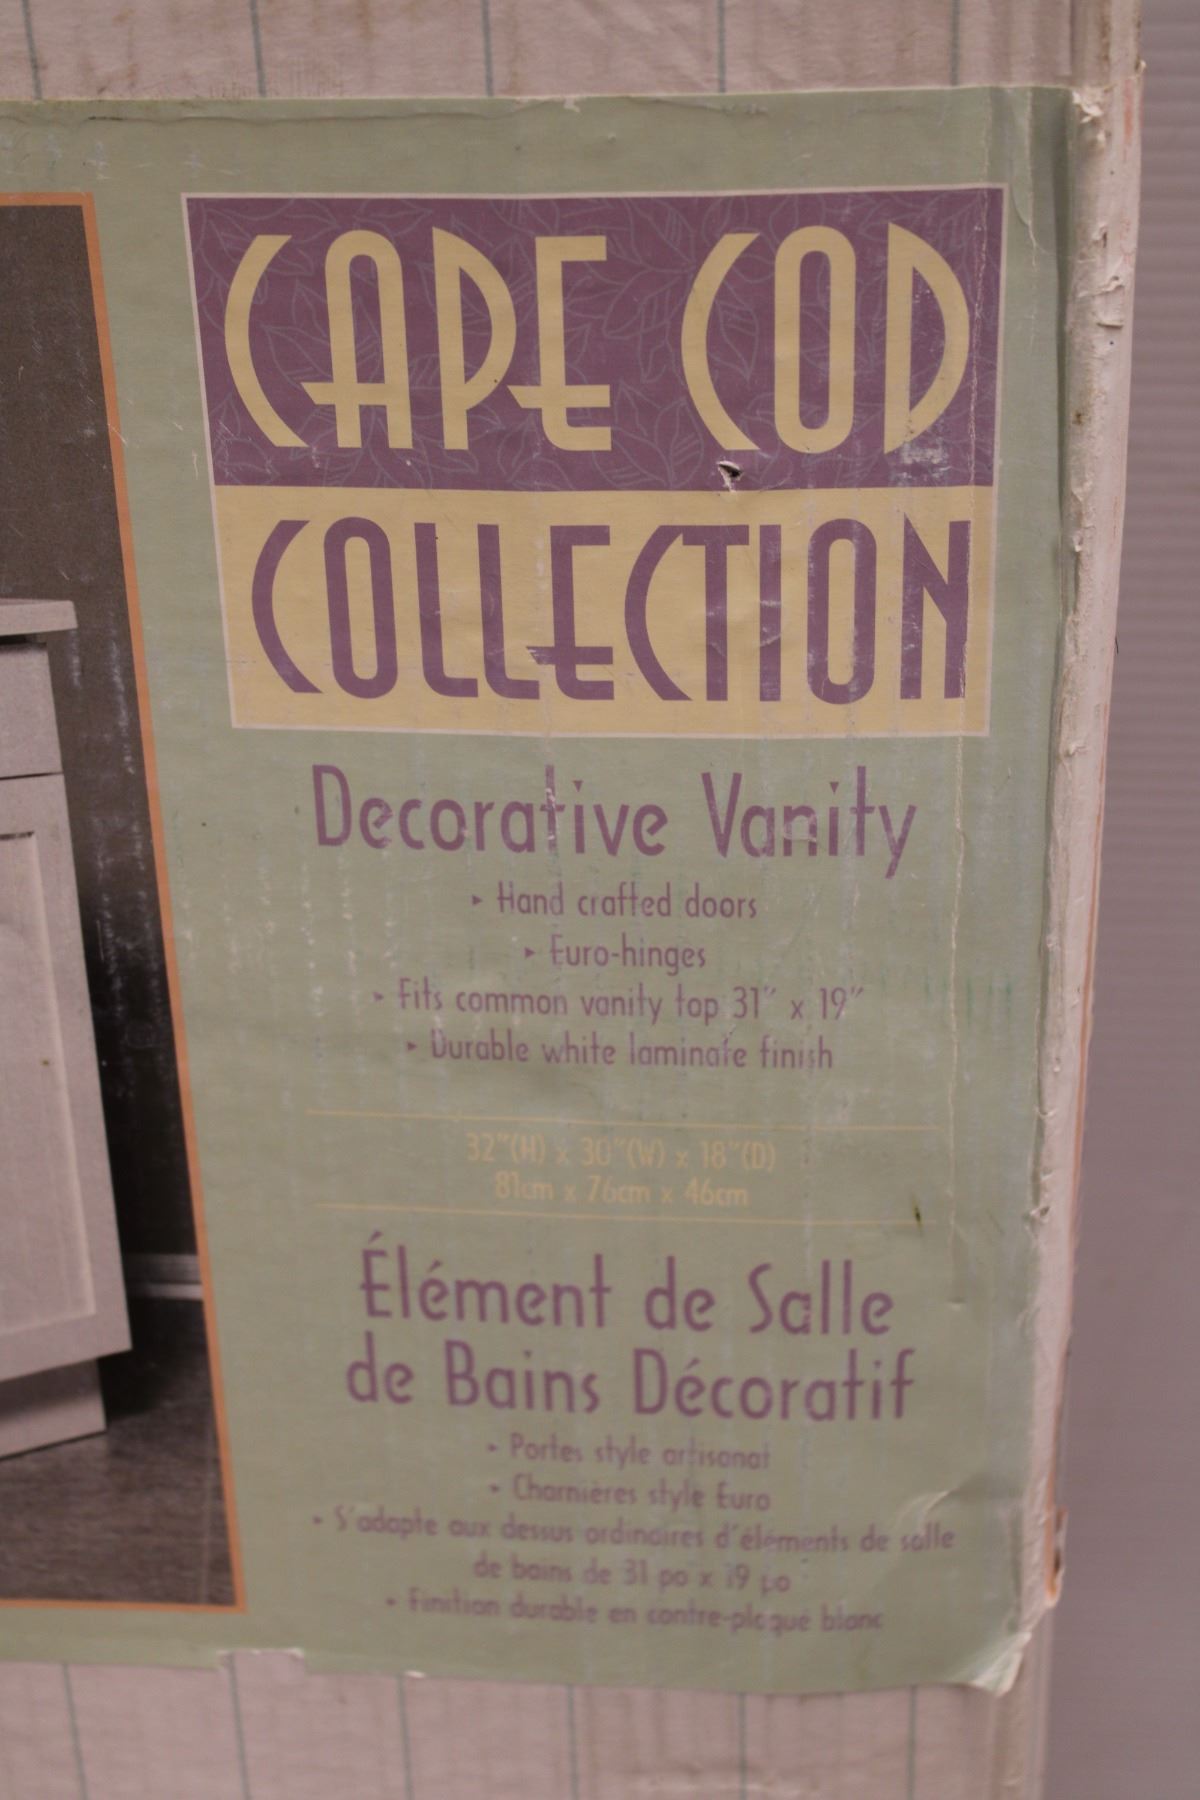 CAPE COD
COLLECTION
Decorative Vanity
▸ Hand crafted doors
▸ Euro-hinges
▸ Fits common vanity top 31" x 19"
▸ Durable white laminate finish
32"(H) x 30"(W) x 18"(D)
81cm x 76cm x 46cm
Élément de Salle
de Bains Décoratif
▸ Portes style artisanat
▸ Charnières style Euro
▸ S'adapte aux dessus ordinaires d'éléments de salle
de bains de 31 po x 19 po
▸ Finition durable en contre-plaqué blanc